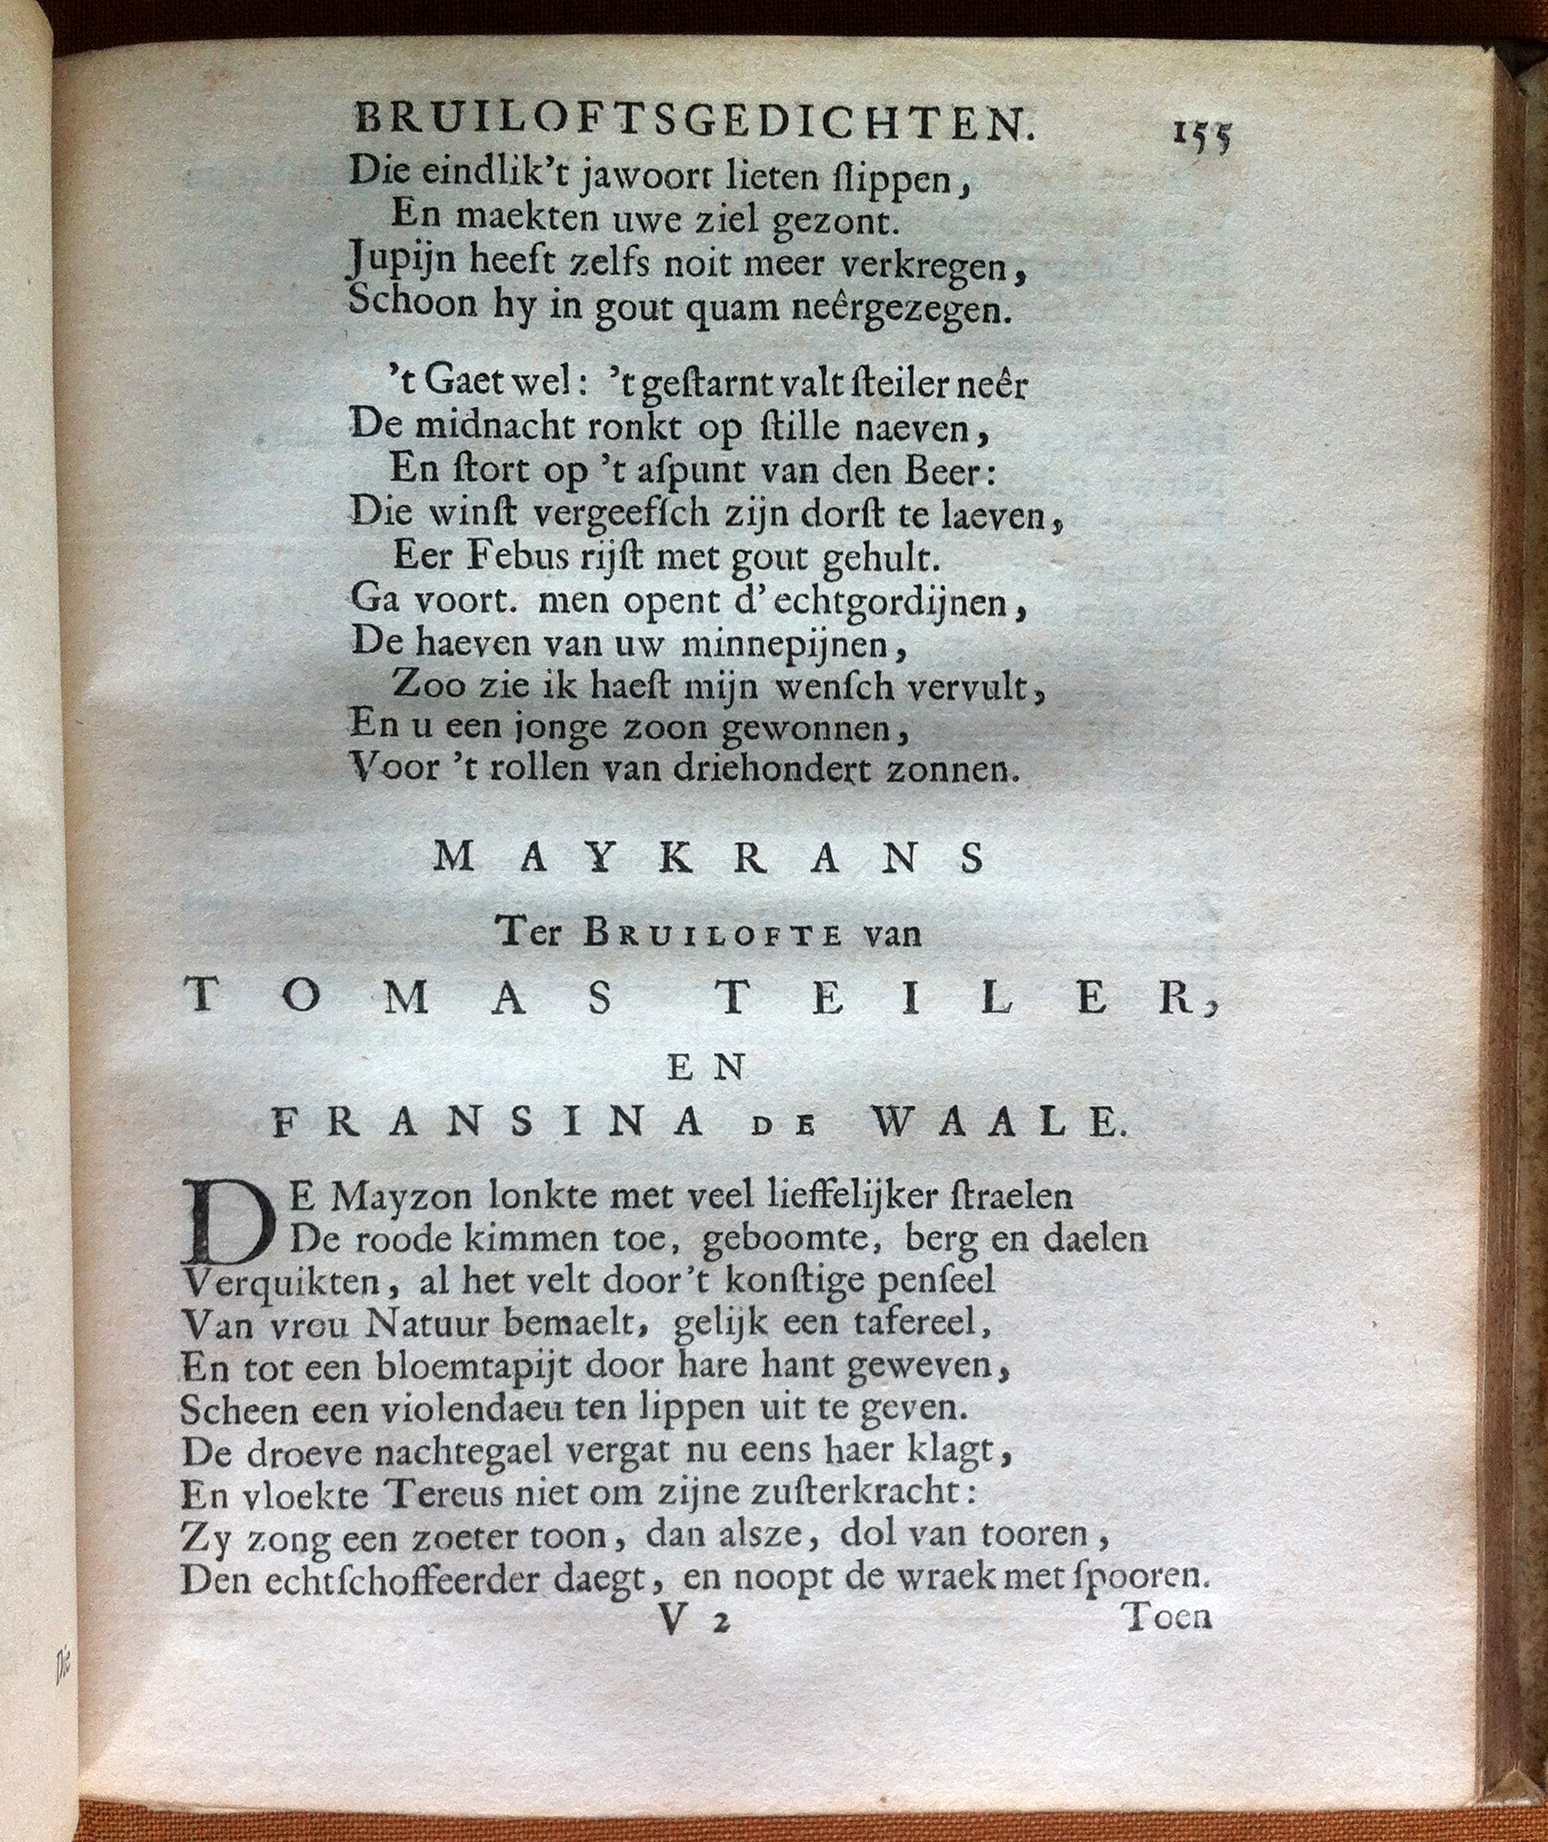 BRUILOFTSGEDICHTEN. 155
Die eindlik't jawoort lieten ſlippen,
En maekten uwe ziel gezont.
Jupijn heeft zelfs noit meer verkregen,
Schoon hy in gout quam neêrgezegen.
't Gaet wel: 't geſtarnt valt ſteiler neêr
De midnacht ronkt op ſtille naeven,
En ſtort op 't aſpunt van den Beer:
Die winſt vergeefſch zijn dorſt te laeven,
Eer Febus rijſt met gout gehult.
Ga voort. men opent d'echtgordijnen,
De haeven van uw minnepijnen,
Zoo zie ik haeſt mijn wenſch vervult,
En u een jonge zoon gewonnen,
Voor 't rollen van driehondert zonnen.
MAYKRANS
Ter BRUILOFTE van
TOMAS TEILER,
EN
FRANSINA DE WAALE.
DE Mayzon lonkte met veel lieffelijker ſtraelen
De roode kimmen toe, geboomte, berg en daelen
Verquikten, al het velt door't konſtige penſeel
Van vrou Natuur bemaelt, gelijk een tafereel,
En tot een bloemtapijt door hare hant geweven,
Scheen een violendaeu ten lippen uit te geven.
De droeve nachtegael vergat nu eens haer klagt,
En vloekte Tereus niet om zijne zuſterkracht:
Zy zong een zoeter toon, dan alsze, dol van tooren,
Den echtſchoffeerder daegt, en noopt de wraek met ſpooren.
V 2 Toen
Die